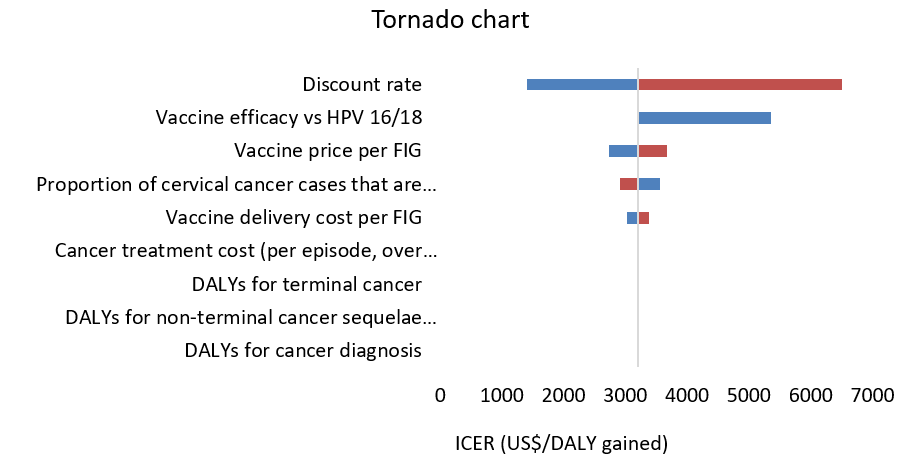 Tornado chart
Discount rate
Vaccine efficacy vs HPV 16/18
Vaccine price per FIG
Proportion of cervical cancer cases that are...
Vaccine delivery cost per FIG
Cancer treatment cost (per episode, over...
DALYs for terminal cancer
DALYs for non-terminal cancer sequelae...
DALYs for cancer diagnosis
0 1000 2000 3000 4000 5000 6000 7000
ICER (US$/DALY gained)